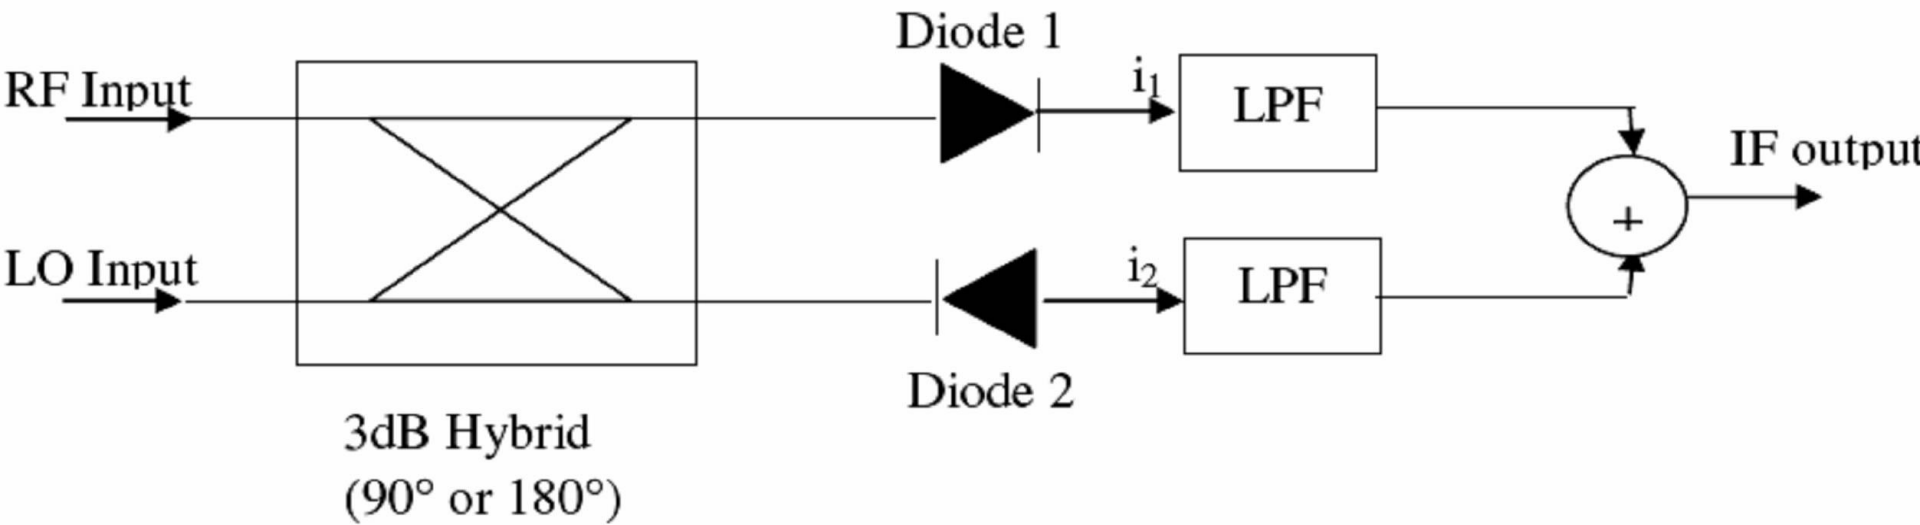 Diode 1
RF Input
i₁
LPF
IF output
+
LO Input
i₂
LPF
Diode 2
3dB Hybrid
(90° or 180°)